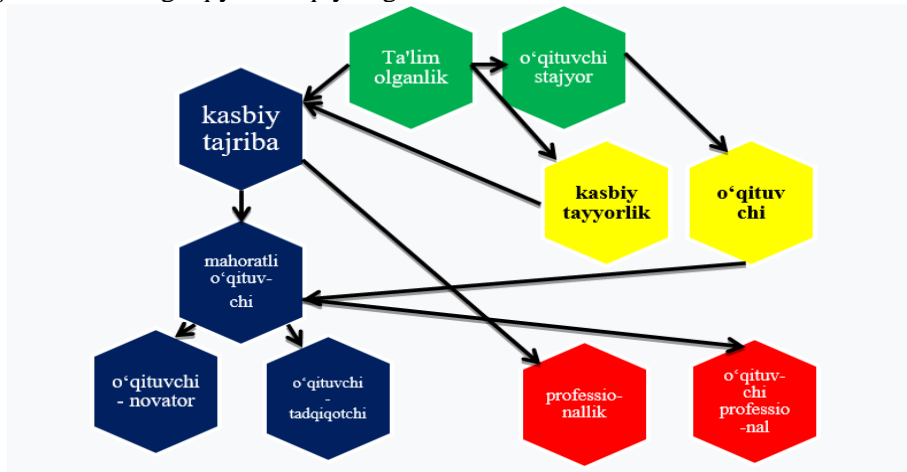 Ta'lim
olganlik
o‘qituvchi
stajyor
kasbiy
tajriba
kasbiy
tayyorlik
o‘qituv
chi
mahoratli
o‘qituv-
chi
o‘qituvchi
- novator
o‘qituvchi
-
tadqiqotchi
professio-
nallik
o‘qituv-
chi
professio
-nal